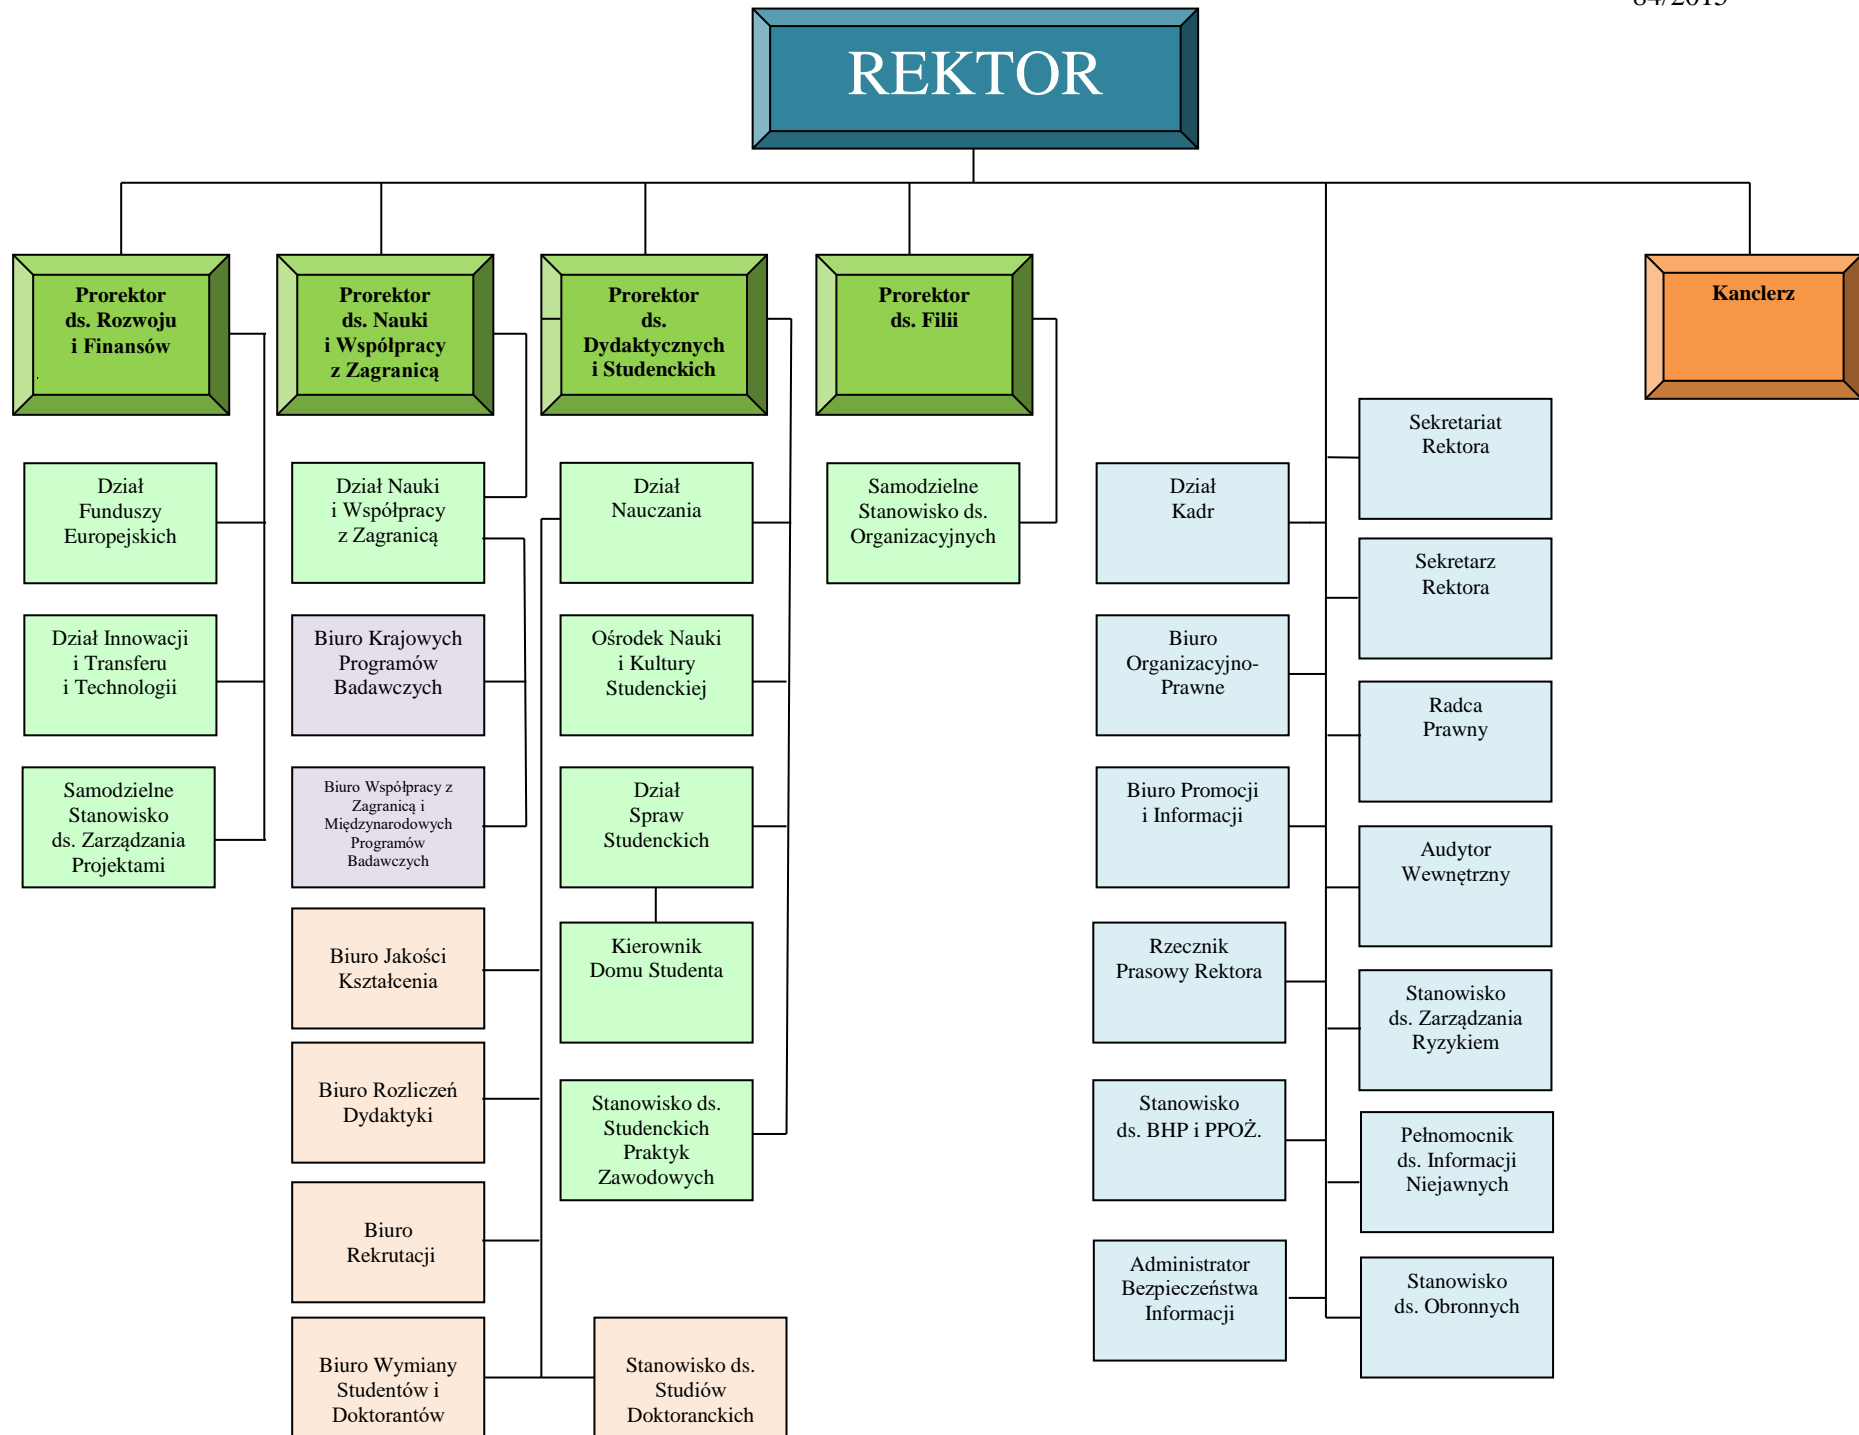 84/2015
REKTOR
Prorektor
ds. Rozwoju
i Finansów
.
Prorektor
ds. Nauki
i Współpracy
z Zagranicą
Prorektor
ds.
Dydaktycznych
i Studenckich
Prorektor
ds. Filii
Kanclerz
Dział
Funduszy
Europejskich
Dział Innowacji
i Transferu
i Technologii
Samodzielne
Stanowisko
ds. Zarządzania
Projektami
Dział Nauki
i Współpracy
z Zagranicą
Biuro Krajowych
Programów
Badawczych
Biuro Współpracy z
Zagranicą i
Międzynarodowych
Programów
Badawczych
Biuro Jakości
Kształcenia
Biuro Rozliczeń
Dydaktyki
Biuro
Rekrutacji
Biuro Wymiany
Studentów i
Doktorantów
Dział
Nauczania
Ośrodek Nauki
i Kultury
Studenckiej
Dział
Spraw
Studenckich
Kierownik
Domu Studenta
Stanowisko ds.
Studenckich
Praktyk
Zawodowych
Stanowisko ds.
Studiów
Doktoranckich
Samodzielne
Stanowisko ds.
Organizacyjnych
Dział
Kadr
Biuro
Organizacyjno-
Prawne
Biuro Promocji
i Informacji
Rzecznik
Prasowy Rektora
Stanowisko
ds. BHP i PPOŻ.
Administrator
Bezpieczeństwa
Informacji
Sekretariat
Rektora
Sekretarz
Rektora
Radca
Prawny
Audytor
Wewnętrzny
Stanowisko
ds. Zarządzania
Ryzykiem
Pełnomocnik
ds. Informacji
Niejawnych
Stanowisko
ds. Obronnych